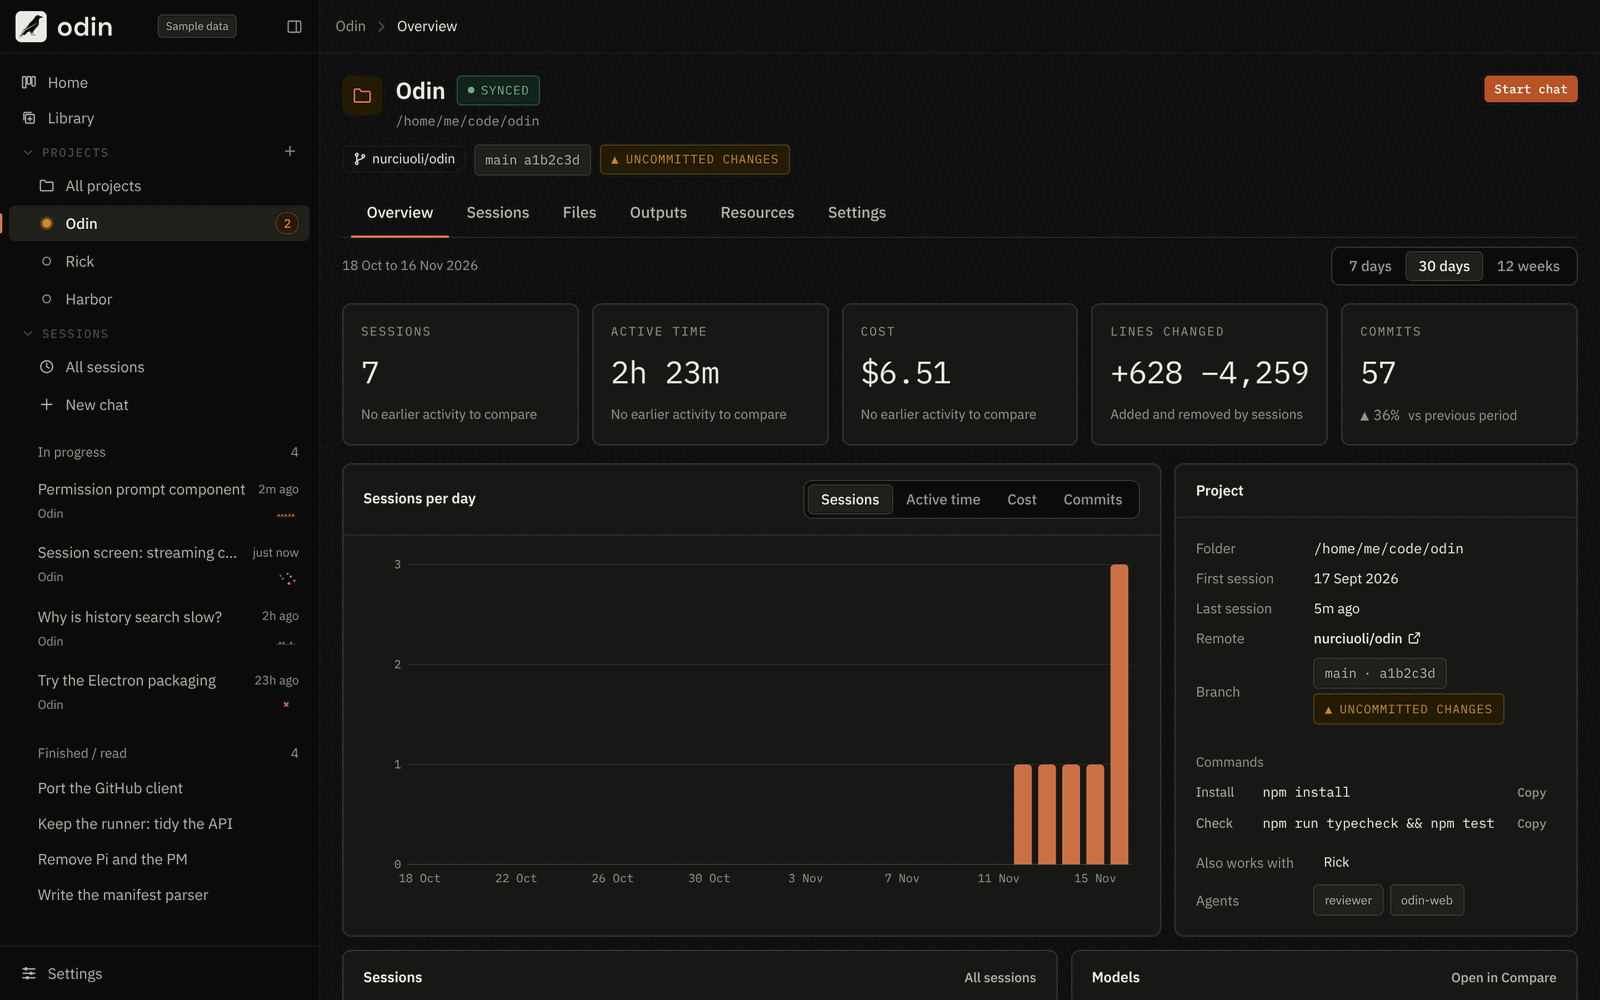 odin
Sample data
Home
Library
PROJECTS
All projects
Odin
2
Rick
Harbor
SESSIONS
All sessions
New chat
In progress
4
Permission prompt component
2m ago
Odin
Session screen: streaming c...
just now
Odin
Why is history search slow?
2h ago
Odin
Try the Electron packaging
23h ago
Odin
Finished / read
4
Port the GitHub client
Keep the runner: tidy the API
Remove Pi and the PM
Write the manifest parser
Settings
Odin
Overview
Odin
SYNCED
/home/me/code/odin
Start chat
nurciuoli/odin
main a1b2c3d
UNCOMMITTED CHANGES
Overview
Sessions
Files
Outputs
Resources
Settings
18 Oct to 16 Nov 2026
7 days
30 days
12 weeks
SESSIONS
7
No earlier activity to compare
ACTIVE TIME
2h 23m
No earlier activity to compare
COST
$6.51
No earlier activity to compare
LINES CHANGED
+628 −4,259
Added and removed by sessions
COMMITS
57
▲ 36% vs previous period
Sessions per day
Sessions
Active time
Cost
Commits
3
2
1
0
18 Oct
22 Oct
26 Oct
30 Oct
3 Nov
7 Nov
11 Nov
15 Nov
Project
Folder
/home/me/code/odin
First session
17 Sept 2026
Last session
5m ago
Remote
nurciuoli/odin
Branch
main · a1b2c3d
UNCOMMITTED CHANGES
Commands
Install
npm install
Copy
Check
npm run typecheck && npm test
Copy
Also works with
Rick
Agents
reviewer
odin-web
Sessions
All sessions
Models
Open in Compare